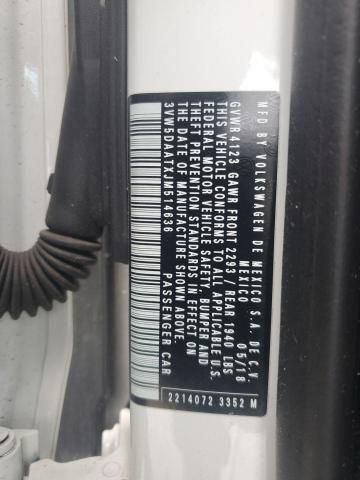 MFD BY VOLKSWAGEN DE MEXICO S.A. DE C.V.
MEXICO 05/18
GVWR 4123 GAWR FRONT 2293 / REAR 1940 LBS
THIS VEHICLE CONFORMS TO ALL APPLICABLE U.S.
FEDERAL MOTOR VEHICLE SAFETY, BUMPER AND
THEFT PREVENTION STANDARDS IN EFFECT ON
THE DATE OF MANUFACTURE SHOWN ABOVE.
3VW5DAA1XJM514636 PASSENGER CAR
2214072 3352 M